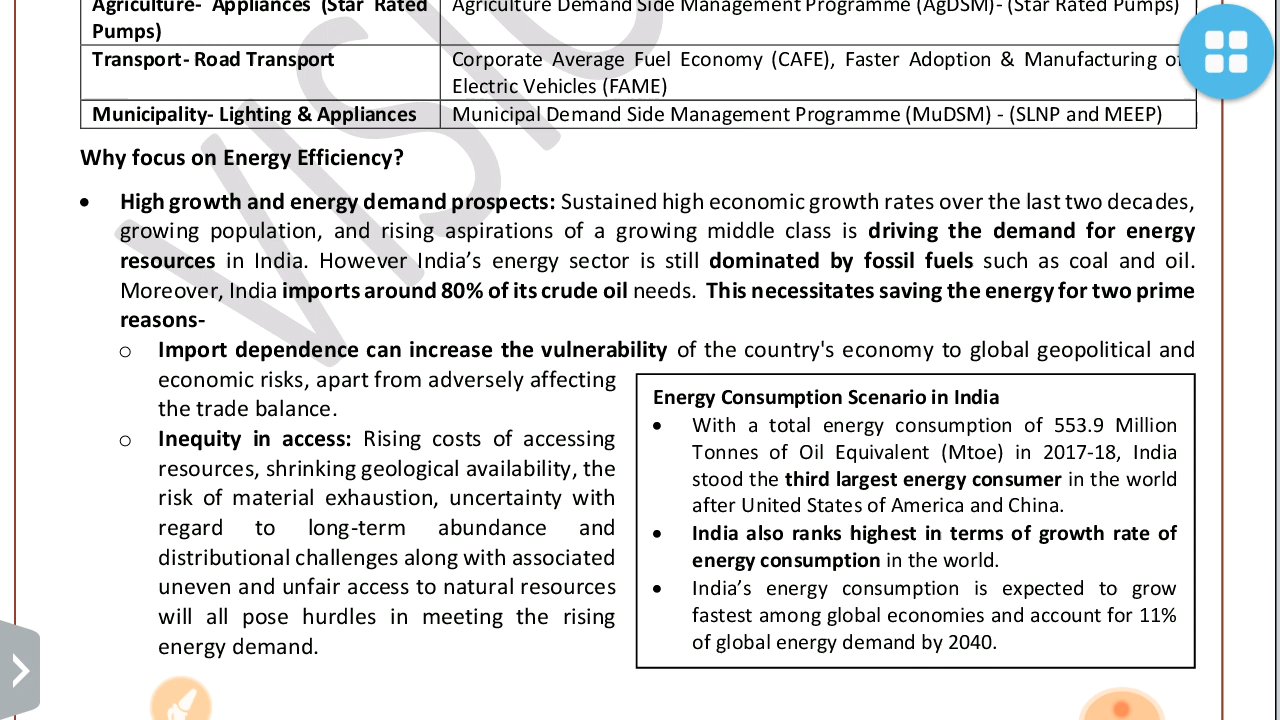 Agriculture- Appliances (Star Rated
Pumps)
Agriculture Demand Side Management Programme (AgDSM)- (Star Rated Pumps)
Transport- Road Transport
Corporate Average Fuel Economy (CAFE), Faster Adoption & Manufacturing of
Electric Vehicles (FAME)
Municipality- Lighting & Appliances
Municipal Demand Side Management Programme (MuDSM) - (SLNP and MEEP)
Why focus on Energy Efficiency?
• High growth and energy demand prospects: Sustained high economic growth rates over the last two decades,
growing population, and rising aspirations of a growing middle class is driving the demand for energy
resources in India. However India's energy sector is still dominated by fossil fuels such as coal and oil.
Moreover, India imports around 80% of its crude oil needs. This necessitates saving the energy for two prime
reasons-
o Import dependence can increase the vulnerability of the country's economy to global geopolitical and
economic risks, apart from adversely affecting
the trade balance.
o Inequity in access: Rising costs of accessing
resources, shrinking geological availability, the
risk of material exhaustion, uncertainty with
regard to long-term abundance and
distributional challenges along with associated
uneven and unfair access to natural resources
will all pose hurdles in meeting the rising
energy demand.
Energy Consumption Scenario in India
• With a total energy consumption of 553.9 Million
Tonnes of Oil Equivalent (Mtoe) in 2017-18, India
stood the third largest energy consumer in the world
after United States of America and China.
• India also ranks highest in terms of growth rate of
energy consumption in the world.
• India's energy consumption is expected to grow
fastest among global economies and account for 11%
of global energy demand by 2040.
VISIO